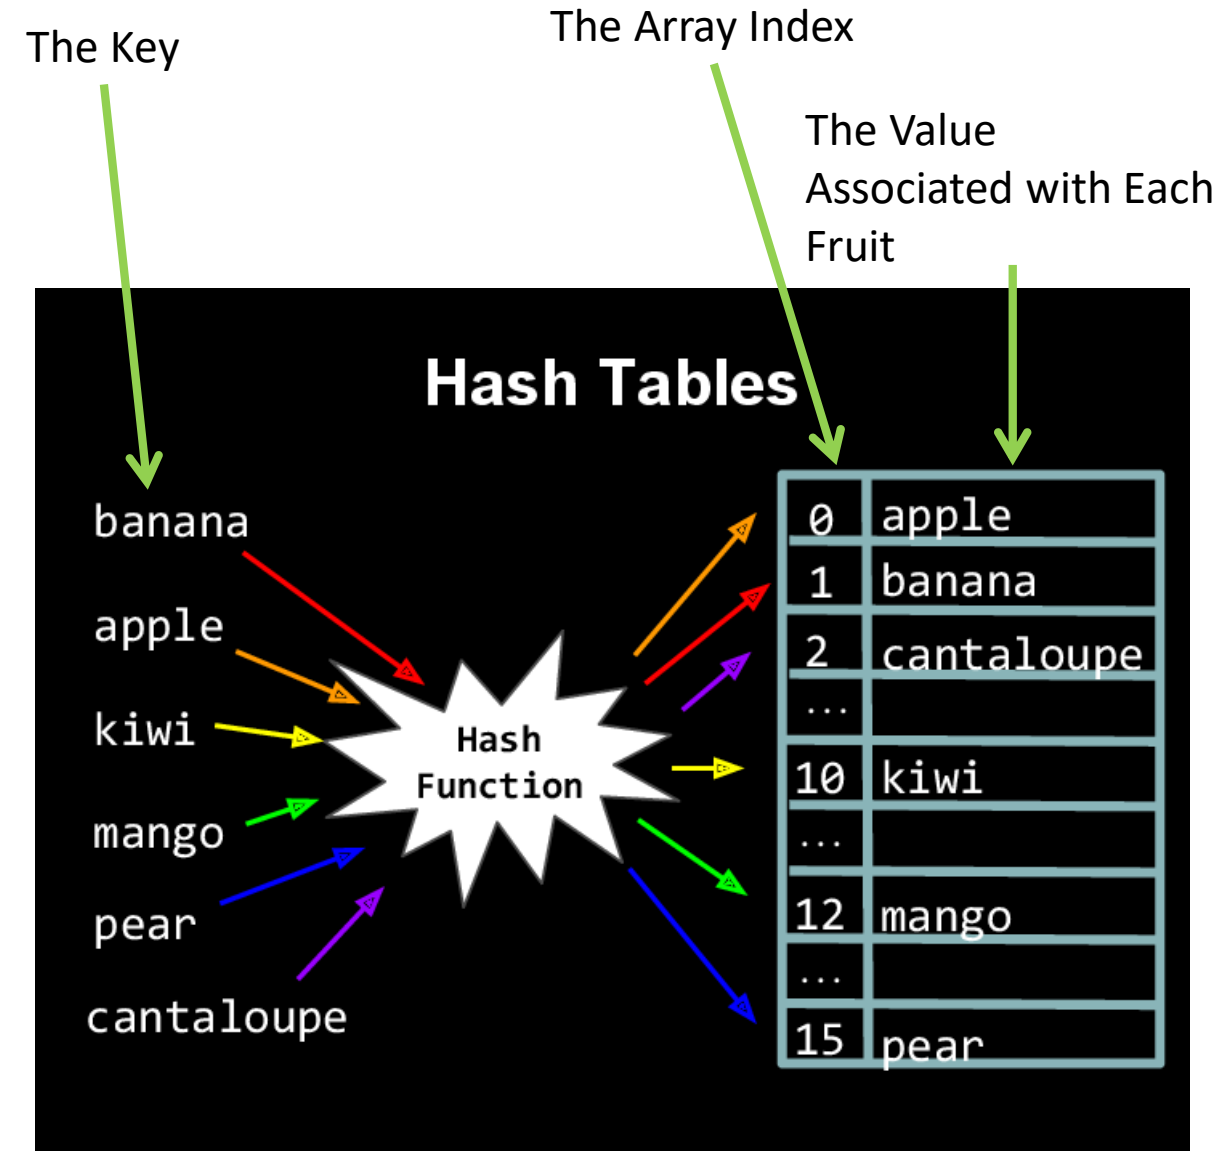 The Key
The Array Index
The Value
Associated with Each
Fruit
Hash Tables
banana
apple
kiwi
mango
pear
cantaloupe
Hash
Function
0 apple
1 banana
2 cantaloupe
...
10 kiwi
...
12 mango
...
15 pear